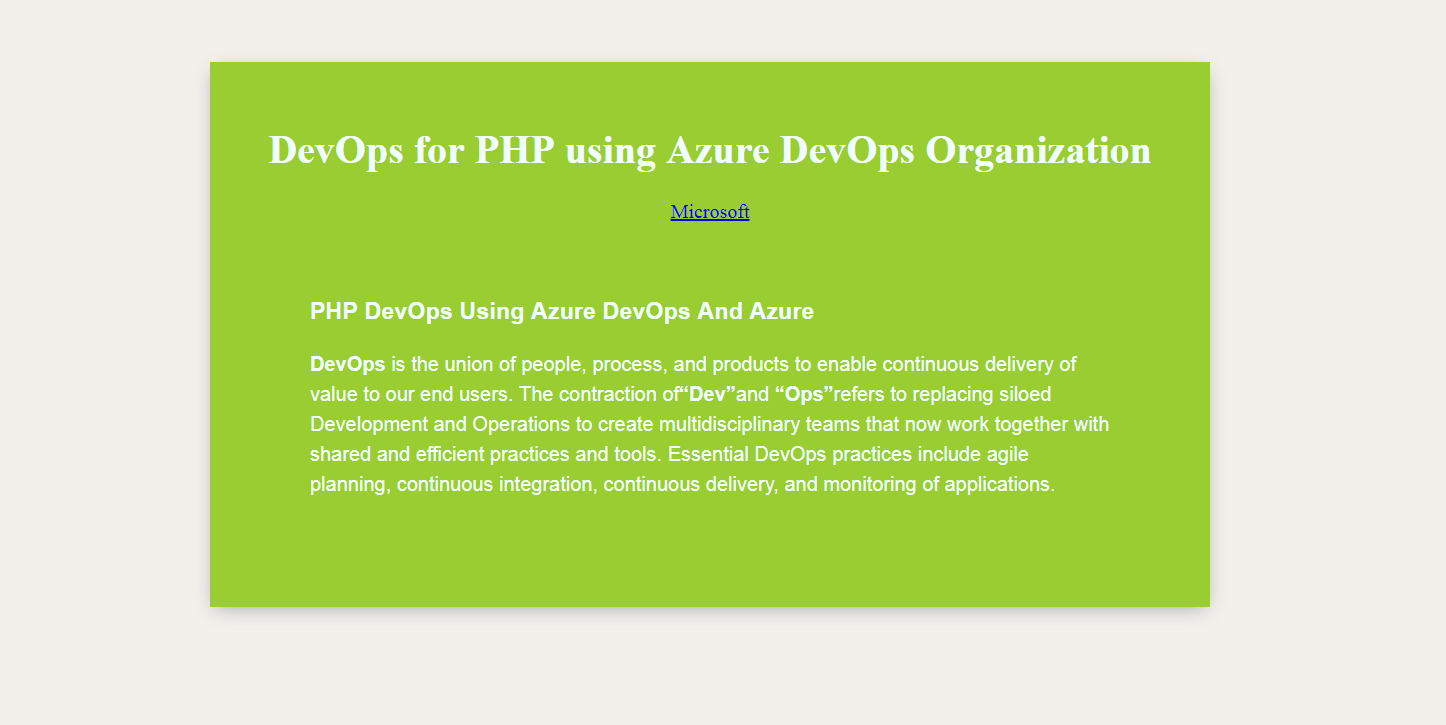 DevOps for PHP using Azure DevOps Organization
Microsoft
PHP DevOps Using Azure DevOps And Azure
DevOps is the union of people, process, and products to enable continuous delivery of
value to our end users. The contraction of“Dev”and “Ops”refers to replacing siloed
Development and Operations to create multidisciplinary teams that now work together with
shared and efficient practices and tools. Essential DevOps practices include agile
planning, continuous integration, continuous delivery, and monitoring of applications.